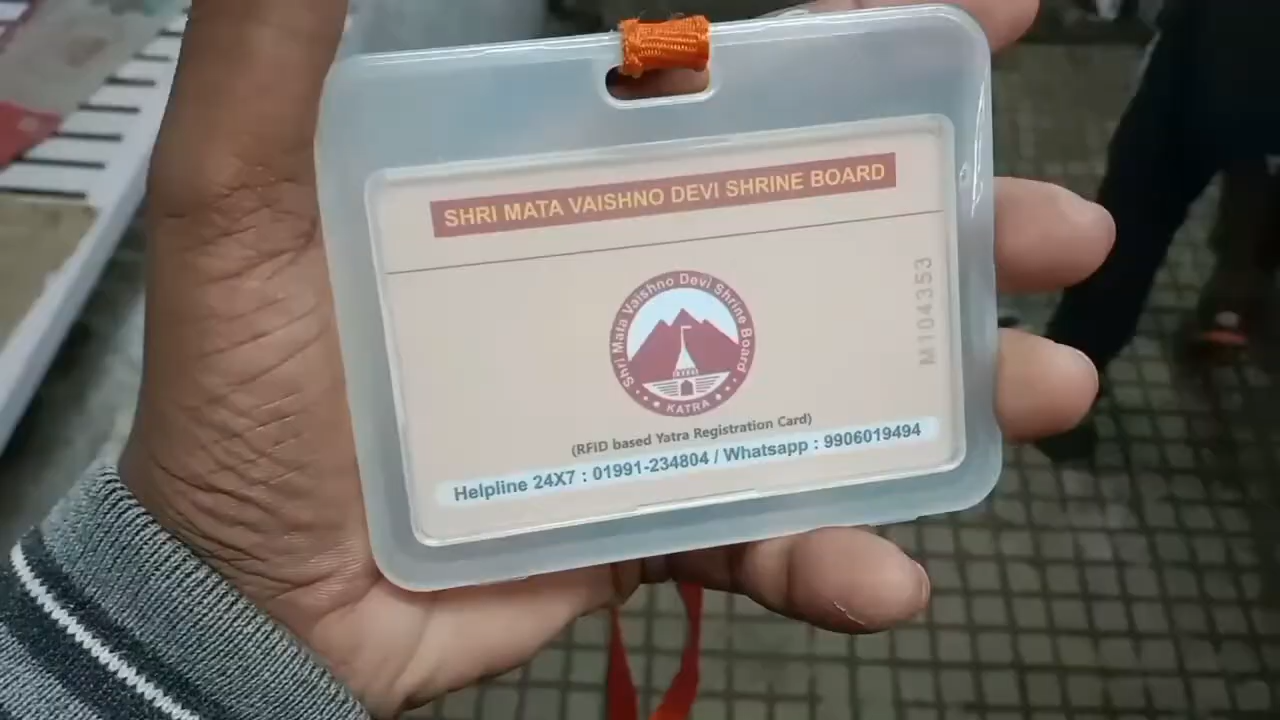 SHRI MATA VAISHNO DEVI SHRINE BOARD
Shri Mata Vaishno Devi Shrine Board
KATRA
M104353
(RFID based Yatra Registration Card)
Helpline 24X7 : 01991-234804 / Whatsapp : 9906019494